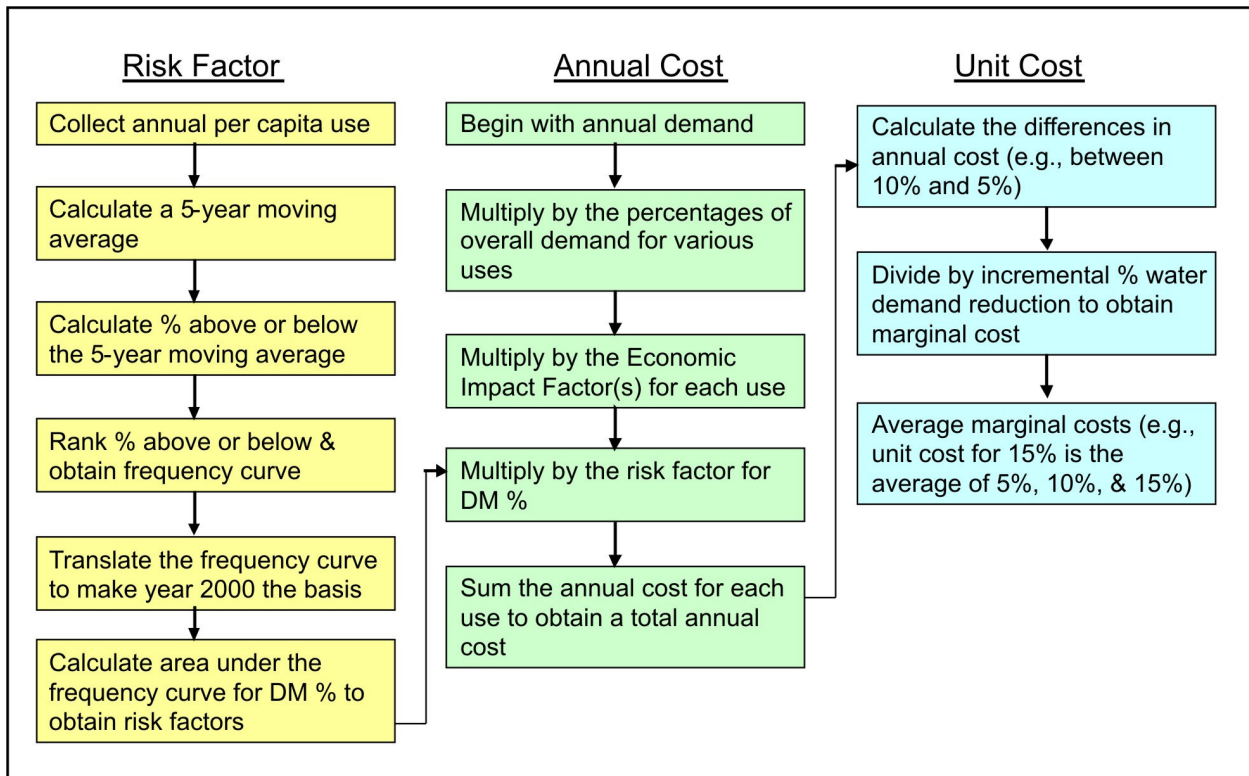 Risk Factor
Collect annual per capita use
Calculate a 5-year moving
average
Calculate % above or below
the 5-year moving average
Rank % above or below &
obtain frequency curve
Translate the frequency curve
to make year 2000 the basis
Calculate area under the
frequency curve for DM % to
obtain risk factors
Annual Cost
Begin with annual demand
Multiply by the percentages of
overall demand for various
uses
Multiply by the Economic
Impact Factor(s) for each use
Multiply by the risk factor for
DM %
Sum the annual cost for each
use to obtain a total annual
cost
Unit Cost
Calculate the differences in
annual cost (e.g., between
10% and 5%)
Divide by incremental % water
demand reduction to obtain
marginal cost
Average marginal costs (e.g.,
unit cost for 15% is the
average of 5%, 10%, & 15%)